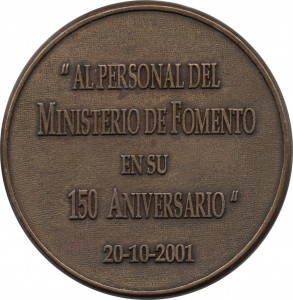 " AL PERSONAL DEL
MINISTERIO DE FOMENTO
EN SU
150 ANIVERSARIO "
20-10-2001